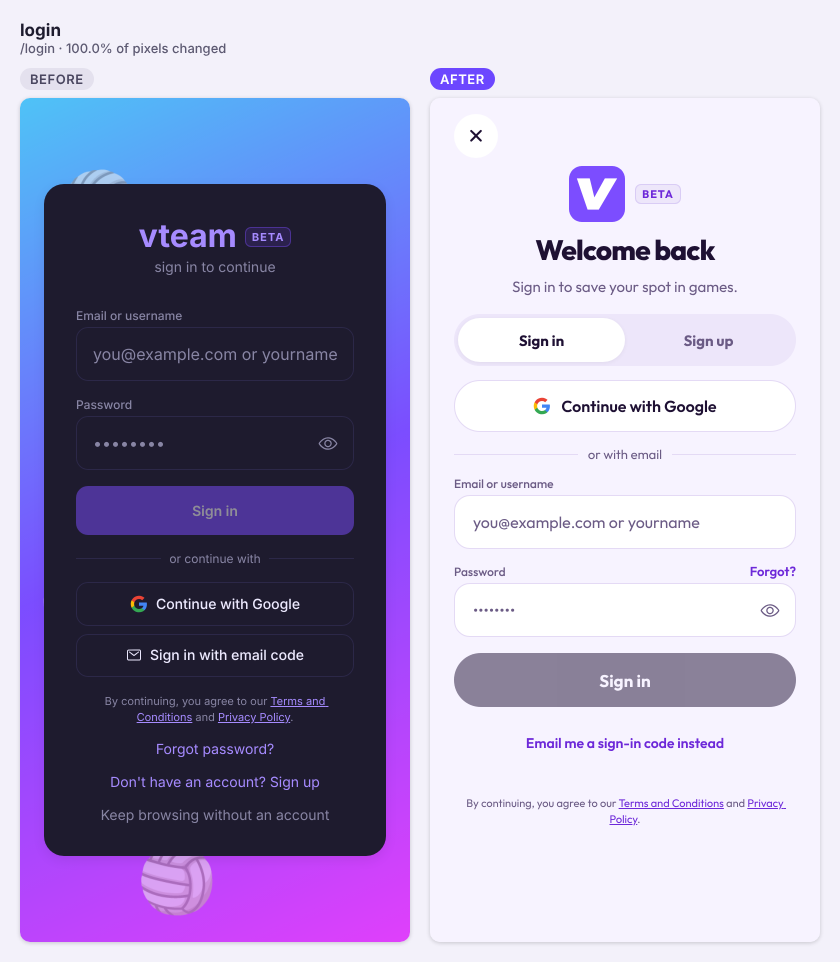 login
/login · 100.0% of pixels changed
BEFORE
vteam BETA
sign in to continue
Email or username
you@example.com or yourname
Password
Sign in
or continue with
Continue with Google
Sign in with email code
By continuing, you agree to our Terms and
Conditions and Privacy Policy.
Forgot password?
Don't have an account? Sign up
Keep browsing without an account
AFTER
V BETA
Welcome back
Sign in to save your spot in games.
Sign in Sign up
Continue with Google
or with email
Email or username
you@example.com or yourname
Password Forgot?
Sign in
Email me a sign-in code instead
By continuing, you agree to our Terms and Conditions and Privacy
Policy.